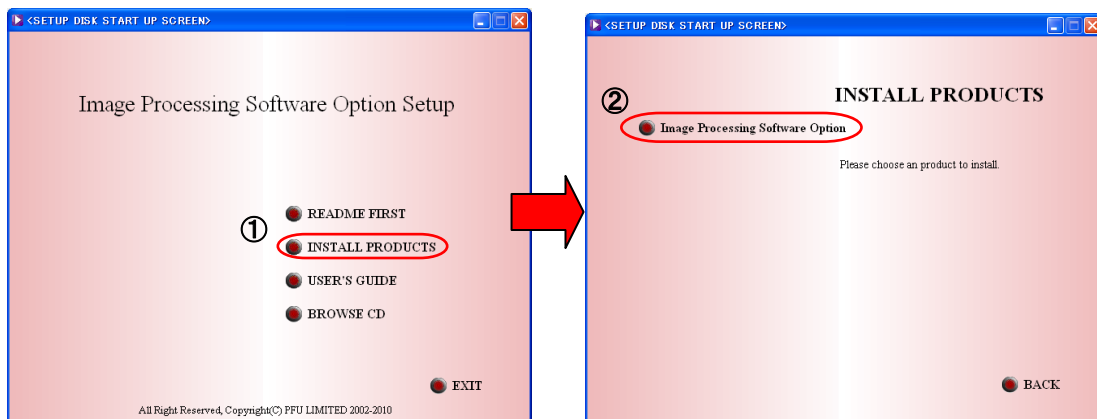 <SETUP DISK START UP SCREEN>
Image Processing Software Option Setup
README FIRST
① INSTALL PRODUCTS
USER'S GUIDE
BROWSE CD
EXIT
All Right Reserved, Copyright(C) PFU LIMITED 2002-2010
<SETUP DISK START UP SCREEN>
INSTALL PRODUCTS
② Image Processing Software Option
Please choose an product to install.
BACK